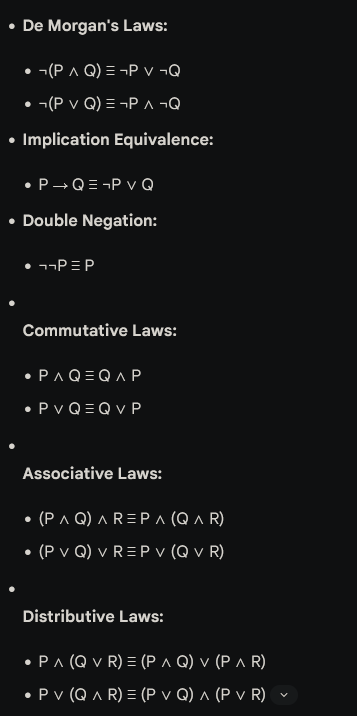 • De Morgan's Laws:
• ¬(P ∧ Q) ≡ ¬P ∨ ¬Q
• ¬(P ∨ Q) ≡ ¬P ∧ ¬Q
• Implication Equivalence:
• P → Q ≡ ¬P ∨ Q
• Double Negation:
• ¬¬P ≡ P
•
Commutative Laws:
• P ∧ Q ≡ Q ∧ P
• P ∨ Q ≡ Q ∨ P
•
Associative Laws:
• (P ∧ Q) ∧ R ≡ P ∧ (Q ∧ R)
• (P ∨ Q) ∨ R ≡ P ∨ (Q ∨ R)
•
Distributive Laws:
• P ∧ (Q ∨ R) ≡ (P ∧ Q) ∨ (P ∧ R)
• P ∨ (Q ∧ R) ≡ (P ∨ Q) ∧ (P ∨ R)